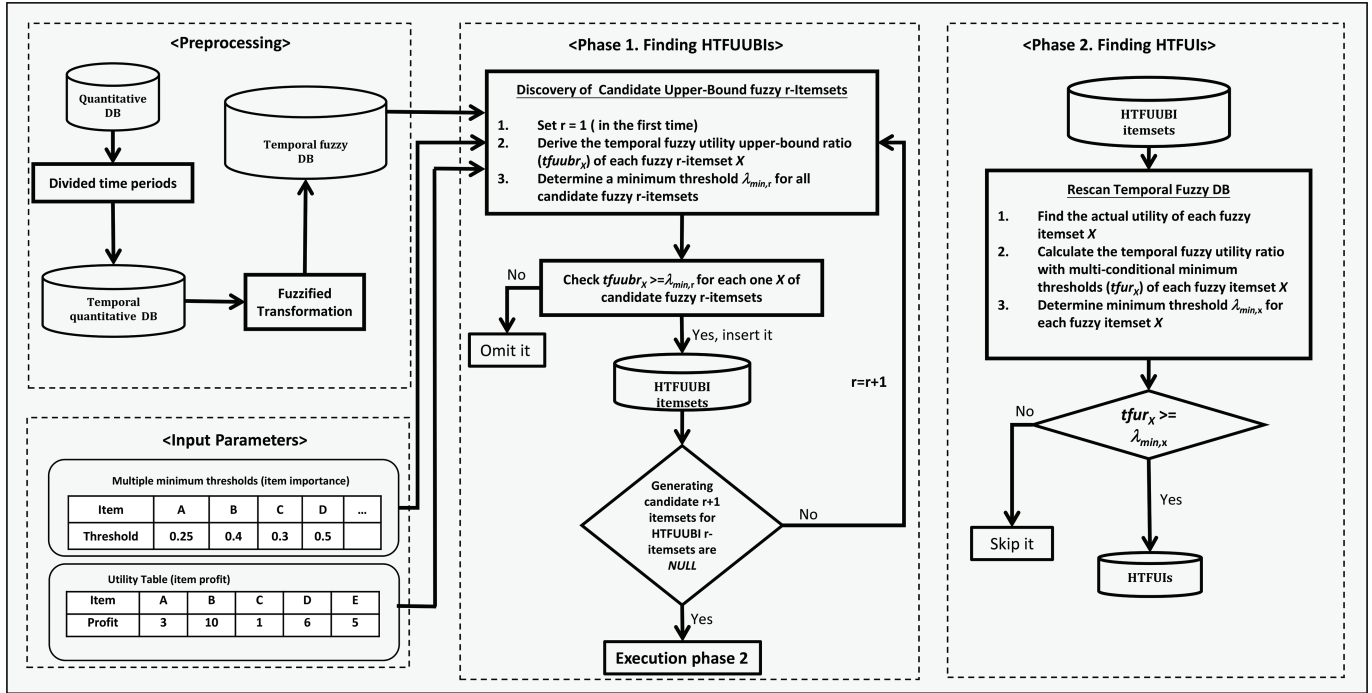 <Preprocessing>
Quantitative
DB
Divided time periods
Temporal
quantitative DB
Fuzzified
Transformation
Temporal fuzzy
DB
<Input Parameters>
Multiple minimum thresholds (item importance)
Item A B C D ...
Threshold 0.25 0.4 0.3 0.5
Utility Table (item profit)
Item A B C D E
Profit 3 10 1 6 5
<Phase 1. Finding HTFUUBIs>
Discovery of Candidate Upper-Bound fuzzy r-Itemsets
1. Set r = 1 ( in the first time)
2. Derive the temporal fuzzy utility upper-bound ratio
(tfuubrX) of each fuzzy r-itemset X
3. Determine a minimum threshold λmin,r for all
candidate fuzzy r-itemsets
Check tfuubrX >=λmin,r for each one X of
candidate fuzzy r-itemsets
No
Omit it
Yes, insert it
HTFUUBI
itemsets
r=r+1
Generating
candidate r+1
itemsets for
HTFUUBI r-
itemsets are
NULL
No
Yes
Execution phase 2
<Phase 2. Finding HTFUIs>
HTFUUBI
itemsets
Rescan Temporal Fuzzy DB
1. Find the actual utility of each fuzzy
itemset X
2. Calculate the temporal fuzzy utility ratio
with multi-conditional minimum
thresholds (tfurX) of each fuzzy itemset X
3. Determine minimum threshold λmin,x for
each fuzzy itemset X
tfurX >=
λmin,x
No
Skip it
Yes
HTFUIs